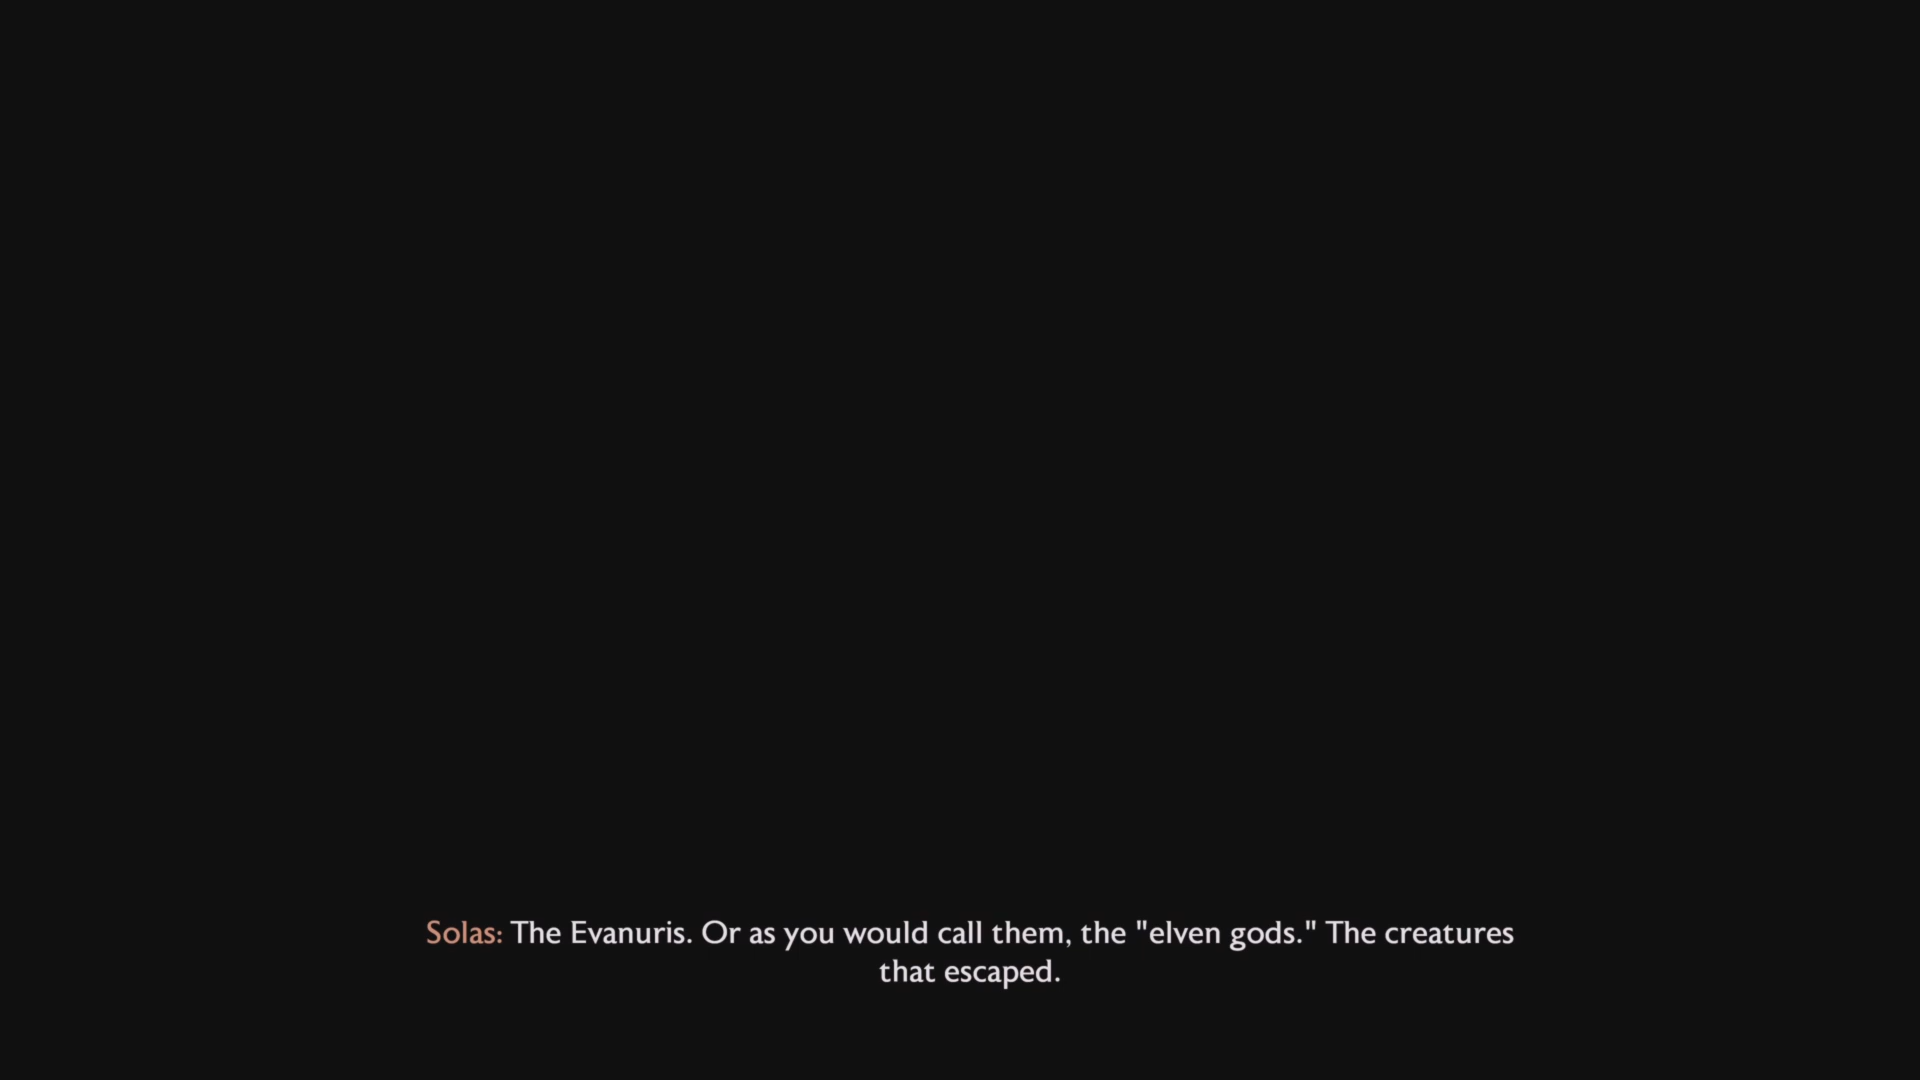 Solas: The Evanuris. Or as you would call them, the "elven gods." The creatures
that escaped.